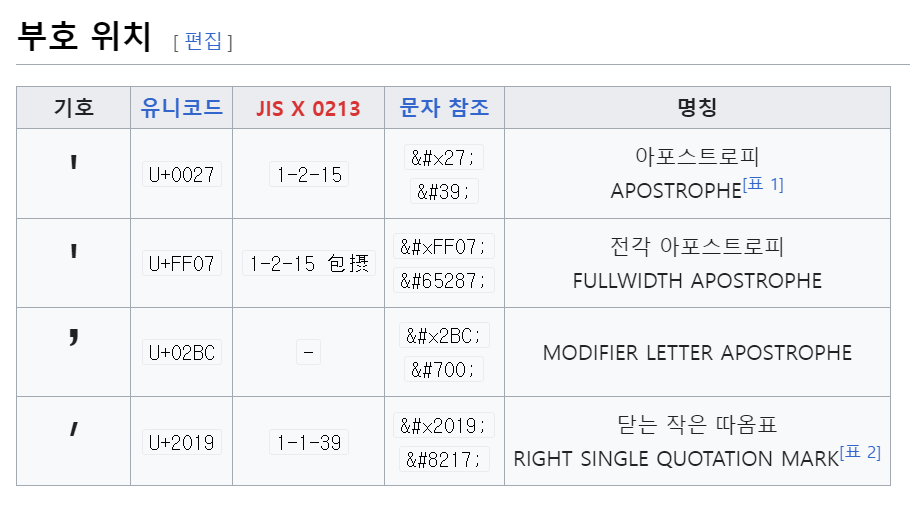 부호 위치 [ 편집 ]
기호 유니코드 JIS X 0213 문자 참조 명칭
' U+0027 1-2-15 &#x27; &#39; 아포스트로피
APOSTROPHE[표 1]
＇ U+FF07 1-2-15 包摂 &#xFF07; &#65287; 전각 아포스트로피
FULLWIDTH APOSTROPHE
ʼ U+02BC - &#x2BC; &#700; MODIFIER LETTER APOSTROPHE
’ U+2019 1-1-39 &#x2019; &#8217; 닫는 작은 따옴표
RIGHT SINGLE QUOTATION MARK[표 2]